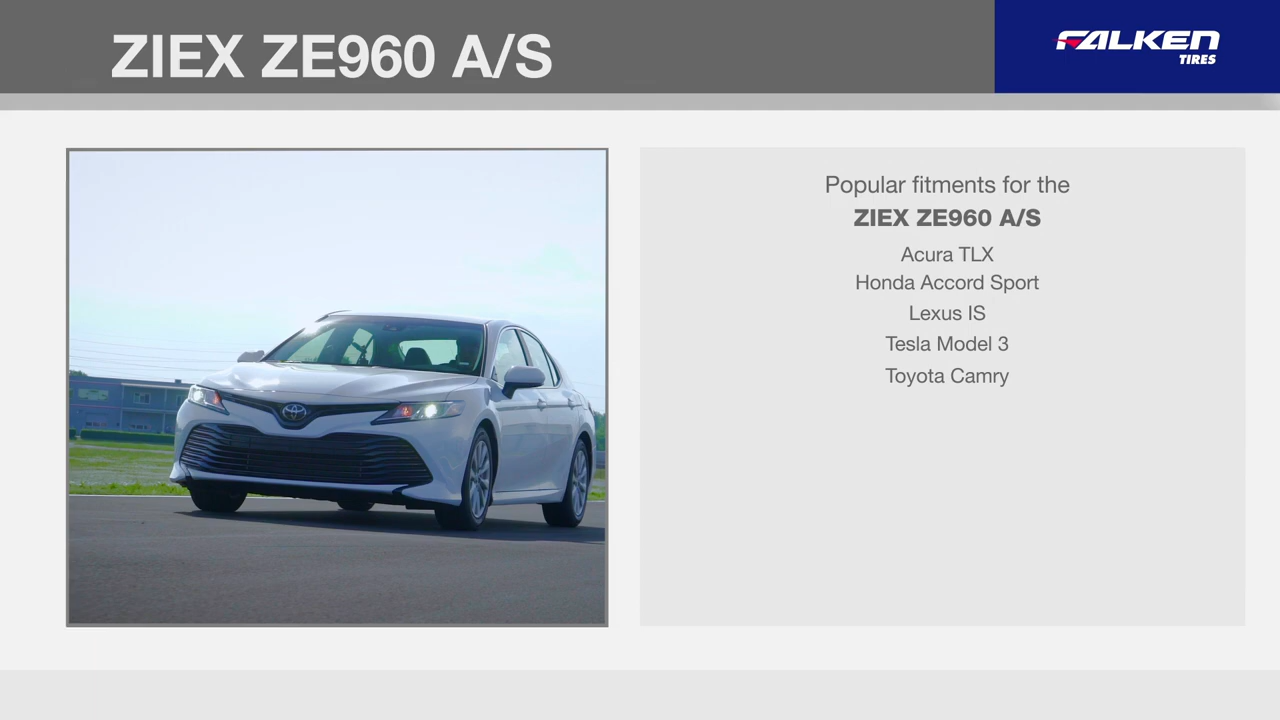 ZIEX ZE960 A/S
FALKEN
TIRES
Popular fitments for the
ZIEX ZE960 A/S
Acura TLX
Honda Accord Sport
Lexus IS
Tesla Model 3
Toyota Camry